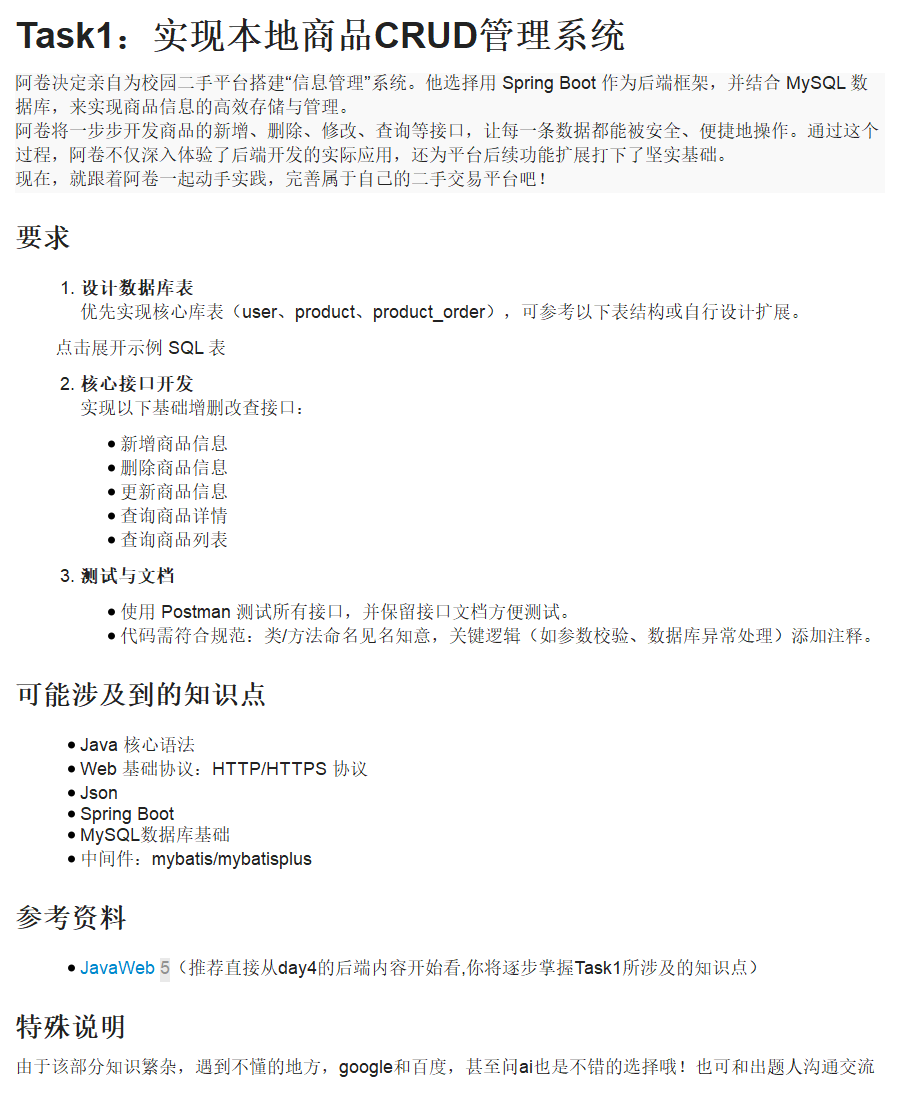 Task1：实现本地商品CRUD管理系统
阿卷决定亲自为校园二手平台搭建“信息管理”系统。他选择用 Spring Boot 作为后端框架，并结合 MySQL 数
据库，来实现商品信息的高效存储与管理。
阿卷将一步步开发商品的新增、删除、修改、查询等接口，让每一条数据都能被安全、便捷地操作。通过这个
过程，阿卷不仅深入体验了后端开发的实际应用，还为平台后续功能扩展打下了坚实基础。
现在，就跟着阿卷一起动手实践，完善属于自己的二手交易平台吧！
要求
1. 设计数据库表
优先实现核心库表（user、product、product_order），可参考以下表结构或自行设计扩展。
点击展开示例 SQL 表
2. 核心接口开发
实现以下基础增删改查接口：
• 新增商品信息
• 删除商品信息
• 更新商品信息
• 查询商品详情
• 查询商品列表
3. 测试与文档
• 使用 Postman 测试所有接口，并保留接口文档方便测试。
• 代码需符合规范：类/方法命名见名知意，关键逻辑（如参数校验、数据库异常处理）添加注释。
可能涉及到的知识点
• Java 核心语法
• Web 基础协议：HTTP/HTTPS 协议
• Json
• Spring Boot
• MySQL数据库基础
• 中间件：mybatis/mybatisplus
参考资料
• JavaWeb 5（推荐直接从day4的后端内容开始看,你将逐步掌握Task1所涉及的知识点）
特殊说明
由于该部分知识繁杂，遇到不懂的地方，google和百度，甚至问ai也是不错的选择哦！也可和出题人沟通交流